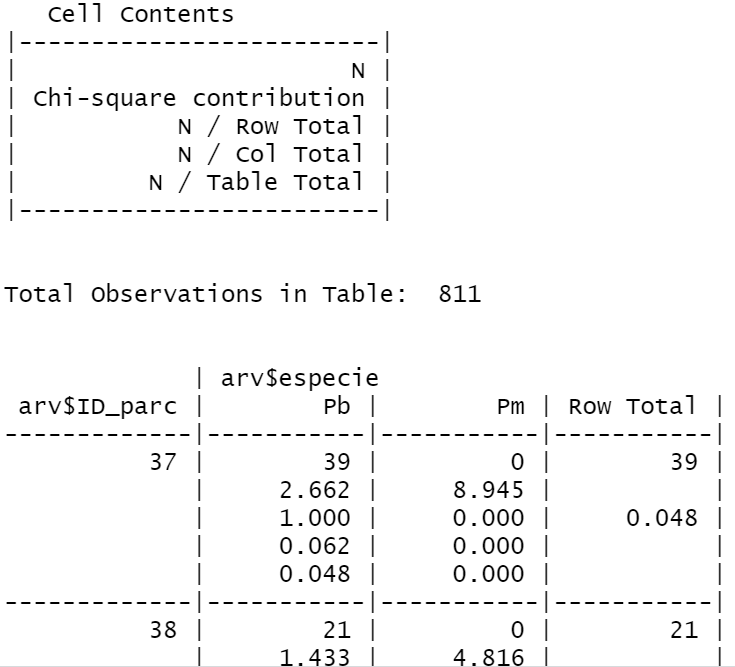 Cell Contents
|-------------------------|
|                       N |
| Chi-square contribution |
|           N / Row Total |
|           N / Col Total |
|         N / Table Total |
|-------------------------|
Total Observations in Table:  811
             | arv$especie
 arv$ID_parc |        Pb |        Pm | Row Total |
-------------|-----------|-----------|-----------|
          37 |        39 |         0 |        39 |
             |     2.662 |     8.945 |           |
             |     1.000 |     0.000 |     0.048 |
             |     0.062 |     0.000 |           |
             |     0.048 |     0.000 |           |
-------------|-----------|-----------|-----------|
          38 |        21 |         0 |        21 |
             |     1.433 |     4.816 |           |